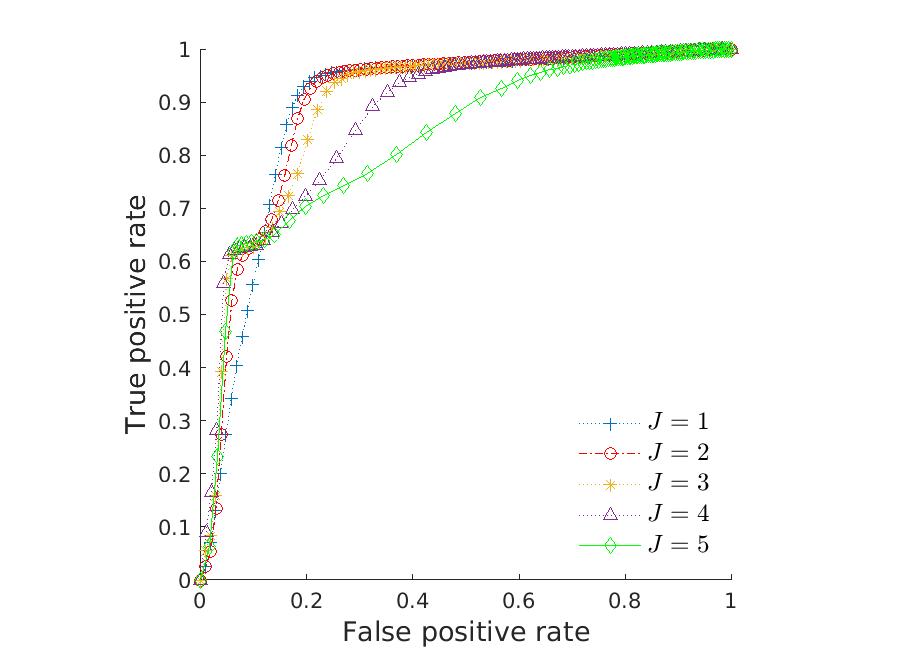 True positive rate
1
0.9
0.8
0.7
0.6
0.5
0.4
0.3
0.2
0.1
0
0 0.2 0.4 0.6 0.8 1
False positive rate
J = 1
J = 2
J = 3
J = 4
J = 5